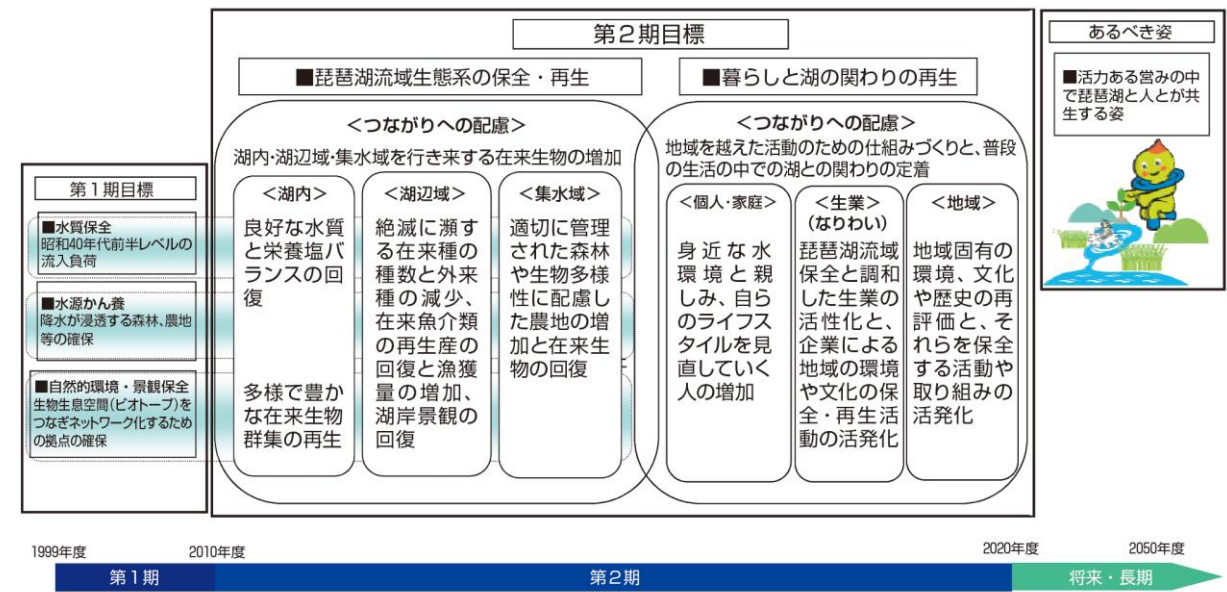 第2期目標
■琵琶湖流域生態系の保全・再生
<つながりへの配慮>
湖内・湖辺域・集水域を行き来する在来生物の増加
<湖内>
良好な水質
と栄養塩バ
ランスの回
復
多様で豊か
な在来生物
群集の再生
<湖辺域>
絶滅に瀕す
る在来種の
種数と外来
種の減少、
在来魚介類
の再生産の
回復と漁獲
量の増加、
湖岸景観の
回復
<集水域>
適切に管理
された森林
や生物多様
性に配慮し
た農地の増
加と在来生
物の回復
■暮らしと湖の関わりの再生
<つながりへの配慮>
地域を越えた活動のための仕組みづくりと、普段
の生活の中での湖との関わりの定着
<個人・家庭>
身近な水
環境と親
しみ、自ら
のライフス
タイルを見
直していく
人の増加
<生業>
(なりわい)
琵琶湖流域
保全と調和
した生業の
活性化と、
企業による
地域の環境
や文化の保
全・再生活
動の活発化
<地域>
地域固有の
環境、文化
や歴史の再
評価と、そ
れらを保全
する活動や
取り組みの
活発化
あるべき姿
■活力ある営みの中
で琵琶湖と人とが共
生する姿
第1期目標
■水質保全
昭和40年代前半レベルの
流入負荷
■水源かん養
降水が浸透する森林、農地
等の確保
■自然的環境・景観保全
生物生息空間(ビオトープ)を
つなぎネットワーク化するため
の拠点の確保
1999年度
2010年度
2020年度
2050年度
第1期
第2期
将来・長期